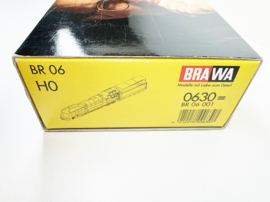 BR 06
H0
BRAWA
Modelle mit Liebe zum Detail
0630
BR 06 001